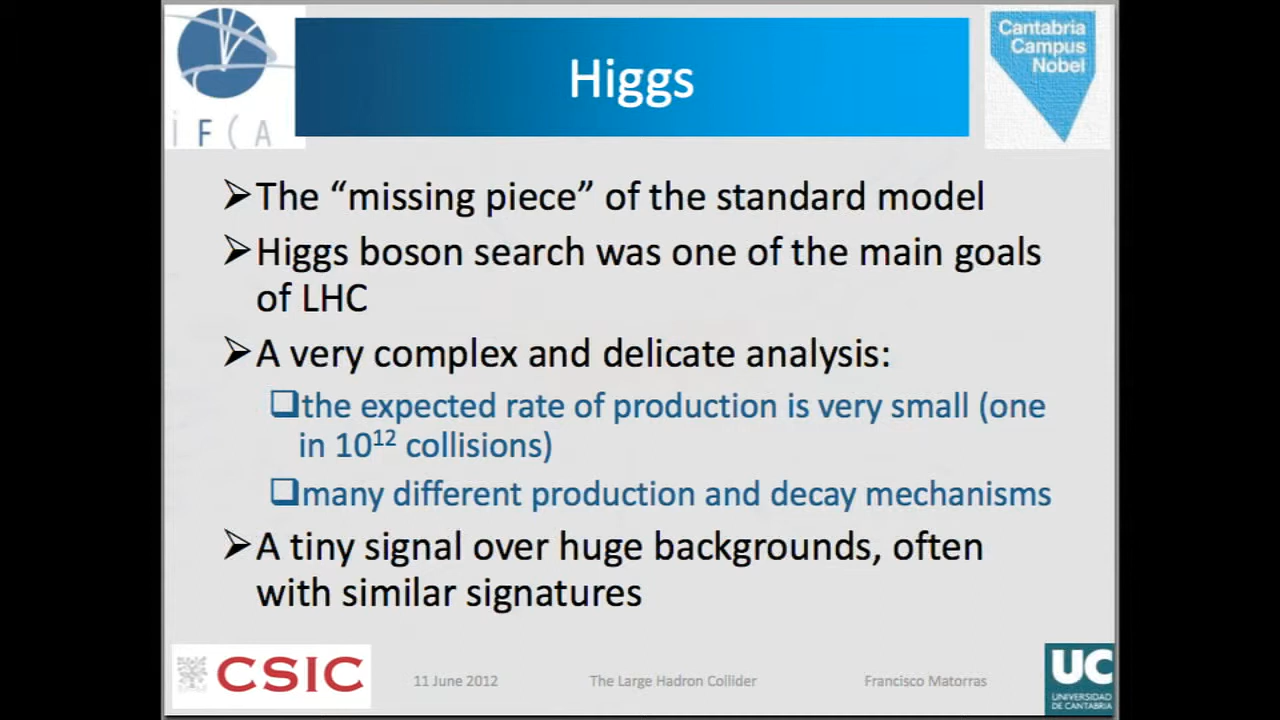 iFCA
Higgs
Cantabria
Campus
Nobel
➢The “missing piece” of the standard model
➢Higgs boson search was one of the main goals
of LHC
➢A very complex and delicate analysis:
❑the expected rate of production is very small (one
in 10¹² collisions)
❑many different production and decay mechanisms
➢A tiny signal over huge backgrounds, often
with similar signatures
CSIC
11 June 2012
The Large Hadron Collider
Francisco Matorras
UC
UNIVERSIDAD
DE CANTABRIA